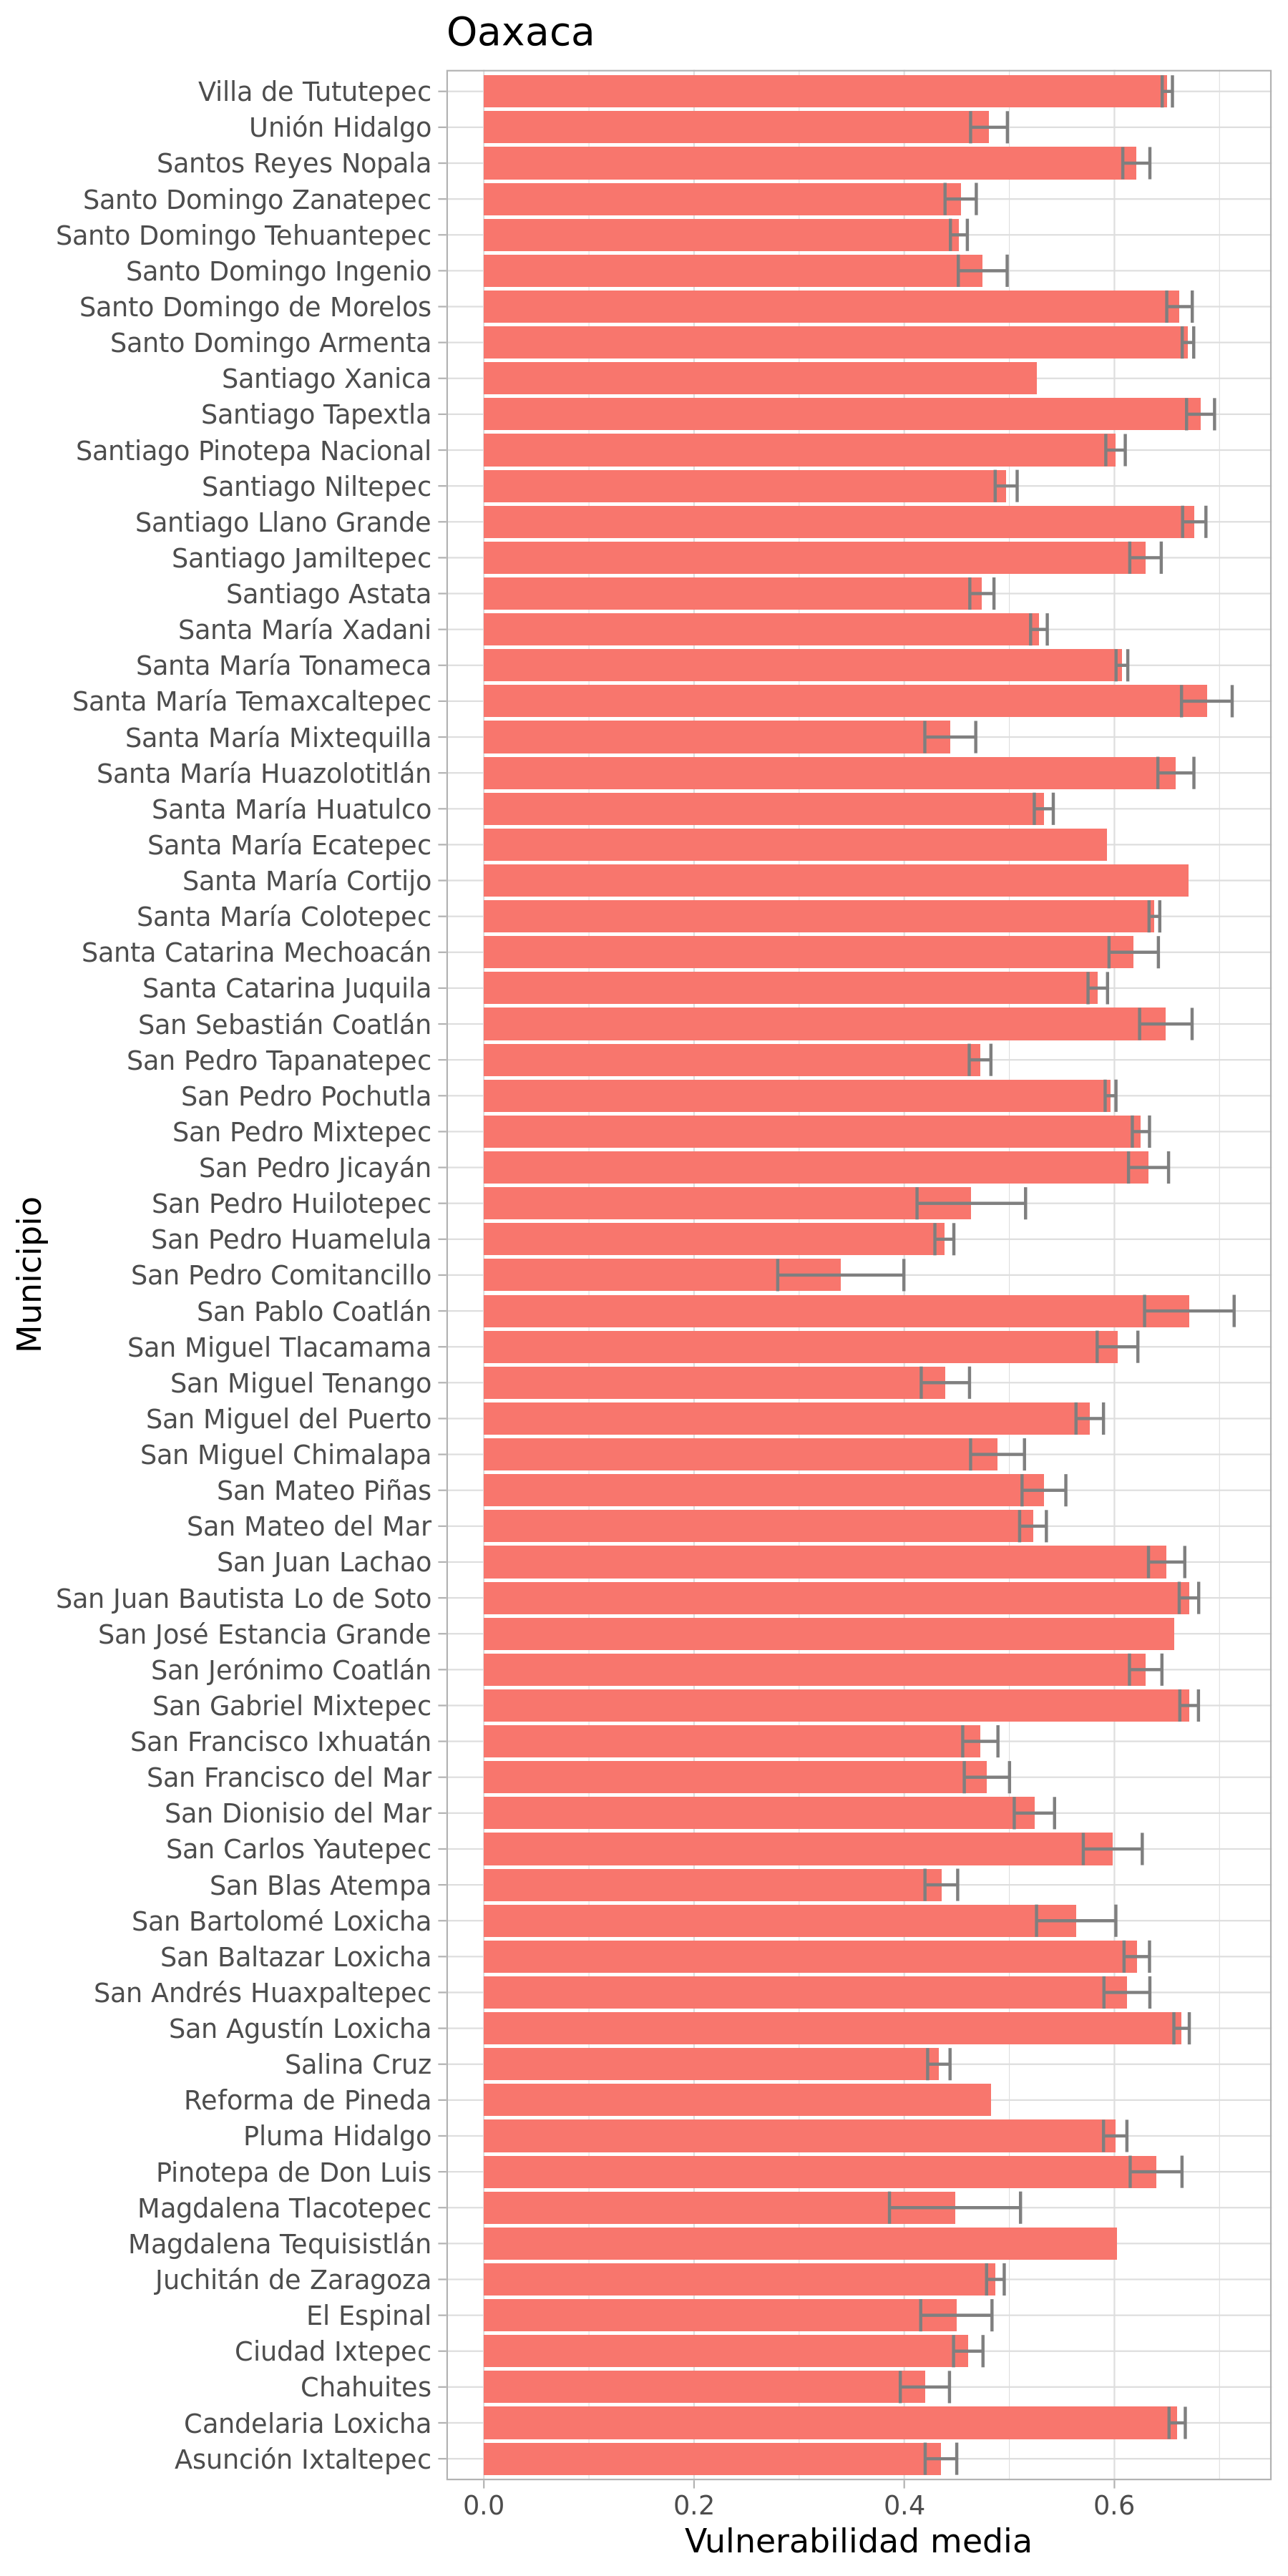 Oaxaca
Villa de Tututepec
Unión Hidalgo
Santos Reyes Nopala
Santo Domingo Zanatepec
Santo Domingo Tehuantepec
Santo Domingo Ingenio
Santo Domingo de Morelos
Santo Domingo Armenta
Santiago Xanica
Santiago Tapextla
Santiago Pinotepa Nacional
Santiago Niltepec
Santiago Llano Grande
Santiago Jamiltepec
Santiago Astata
Santa María Xadani
Santa María Tonameca
Santa María Temaxcaltepec
Santa María Mixtequilla
Santa María Huazolotitlán
Santa María Huatulco
Santa María Ecatepec
Santa María Cortijo
Santa María Colotepec
Santa Catarina Mechoacán
Santa Catarina Juquila
San Sebastián Coatlán
San Pedro Tapanatepec
San Pedro Pochutla
San Pedro Mixtepec
San Pedro Jicayán
San Pedro Huilotepec
San Pedro Huamelula
San Pedro Comitancillo
San Pablo Coatlán
San Miguel Tlacamama
San Miguel Tenango
San Miguel del Puerto
San Miguel Chimalapa
San Mateo Piñas
San Mateo del Mar
San Juan Lachao
San Juan Bautista Lo de Soto
San José Estancia Grande
San Jerónimo Coatlán
San Gabriel Mixtepec
San Francisco Ixhuatán
San Francisco del Mar
San Dionisio del Mar
San Carlos Yautepec
San Blas Atempa
San Bartolomé Loxicha
San Baltazar Loxicha
San Andrés Huaxpaltepec
San Agustín Loxicha
Salina Cruz
Reforma de Pineda
Pluma Hidalgo
Pinotepa de Don Luis
Magdalena Tlacotepec
Magdalena Tequisistlán
Juchitán de Zaragoza
El Espinal
Ciudad Ixtepec
Chahuites
Candelaria Loxicha
Asunción Ixtaltepec
Municipio
0.0 0.2 0.4 0.6
Vulnerabilidad media